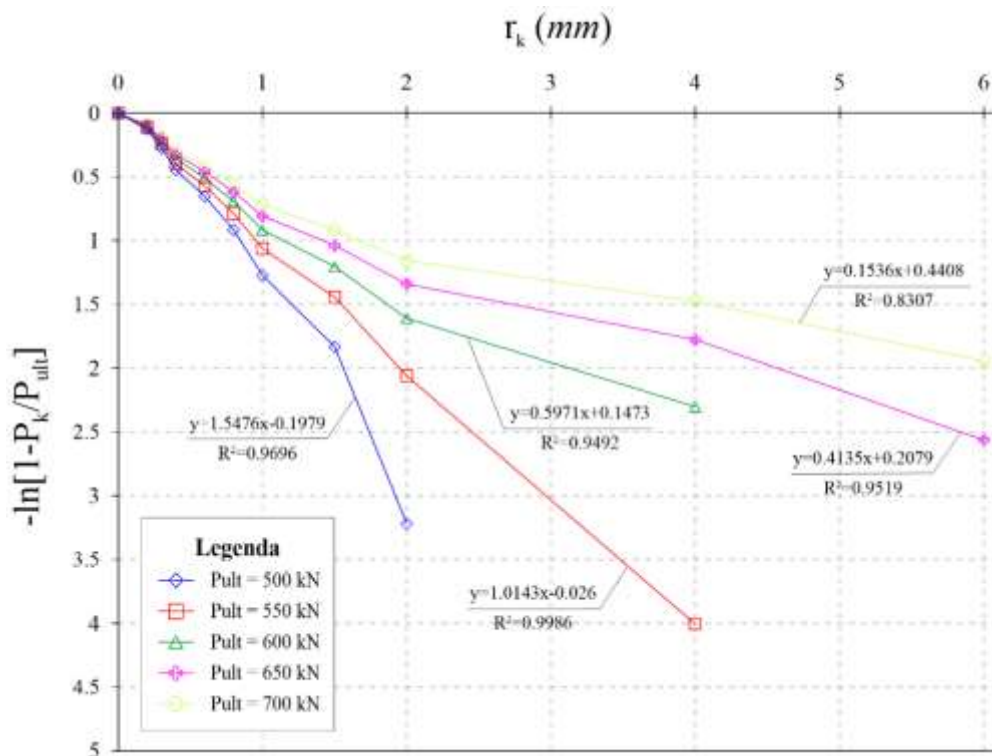 r_k (mm)
0 1 2 3 4 5 6
0
0.5
1
1.5
2
2.5
3
3.5
4
4.5
5
-ln[1-P_k/P_ult]
y=0.1536x+0.4408
R²=0.8307
y=1.5476x-0.1979
R²=0.9696
y=0.5971x+0.1473
R²=0.9492
y=0.4135x+0.2079
R²=0.9519
y=1.0143x-0.026
R²=0.9986
Legenda
Pult = 500 kN
Pult = 550 kN
Pult = 600 kN
Pult = 650 kN
Pult = 700 kN